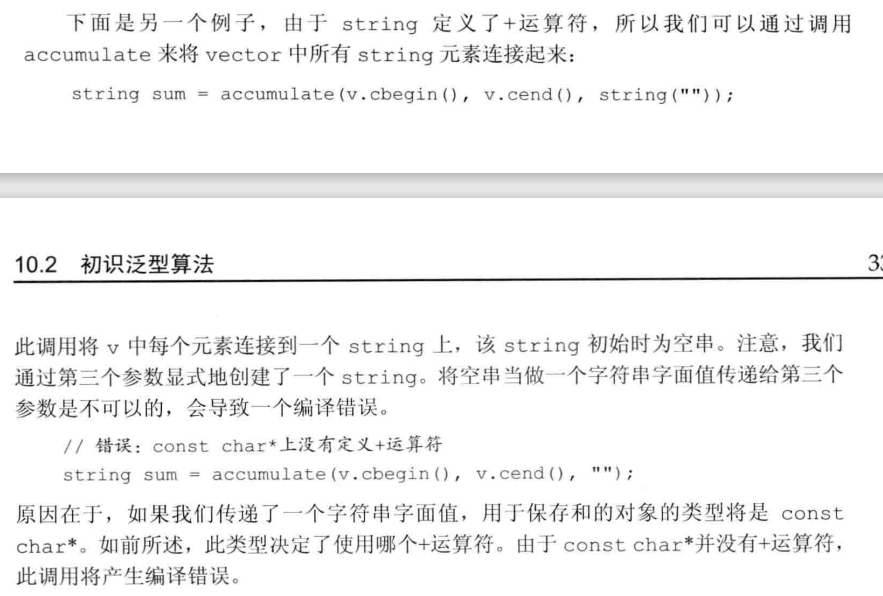 下面是另一个例子，由于 string 定义了+运算符，所以我们可以通过调用
accumulate 来将 vector 中所有 string 元素连接起来：
string sum = accumulate(v.cbegin(), v.cend(), string(""));
10.2 初识泛型算法
此调用将 v 中每个元素连接到一个 string 上，该 string 初始时为空串。注意，我们
通过第三个参数显式地创建了一个 string。将空串当做一个字符串字面值传递给第三个
参数是不可以的，会导致一个编译错误。
// 错误：const char*上没有定义+运算符
string sum = accumulate(v.cbegin(), v.cend(), "");
原因在于，如果我们传递了一个字符串字面值，用于保存和的对象的类型将是 const
char*。如前所述，此类型决定了使用哪个+运算符。由于 const char*并没有+运算符，
此调用将产生编译错误。